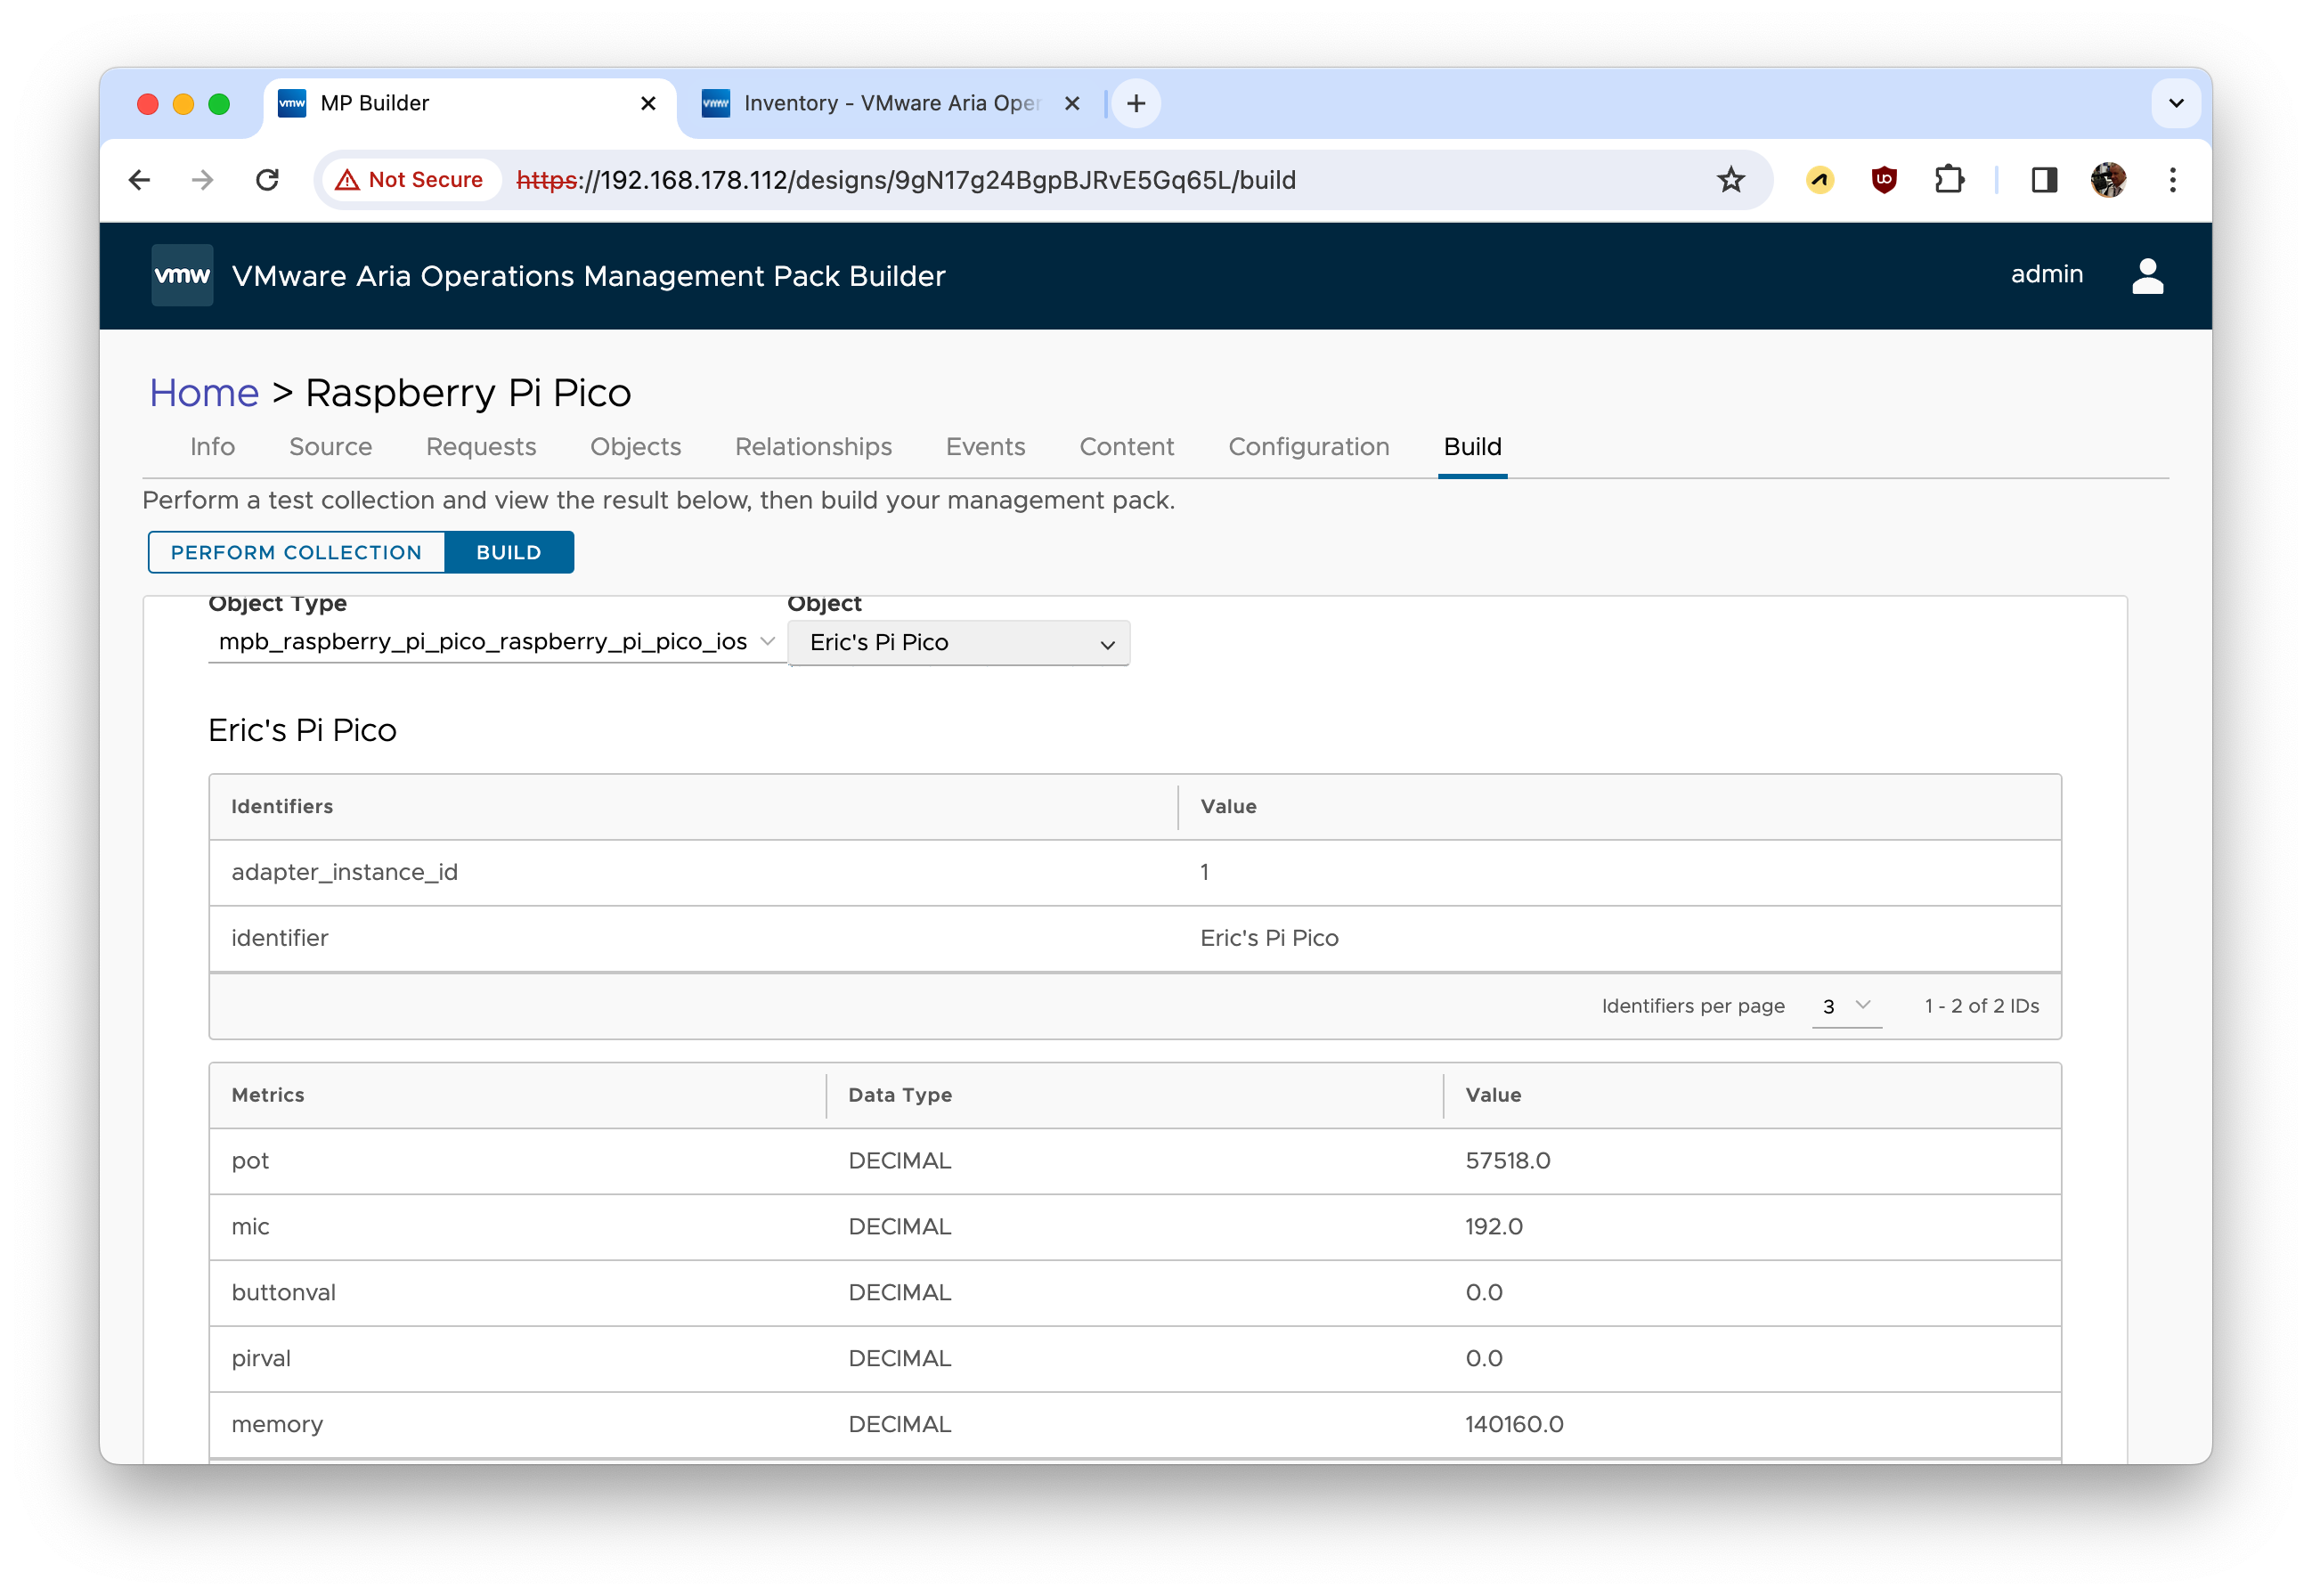 vmw MP Builder
vmw Inventory - VMware Aria Oper
Not Secure https://192.168.178.112/designs/9gN17g24BgpBJRvE5Gq65L/build
vmw VMware Aria Operations Management Pack Builder admin
Home > Raspberry Pi Pico
Info Source Requests Objects Relationships Events Content Configuration Build
Perform a test collection and view the result below, then build your management pack.
PERFORM COLLECTION BUILD
Object Type Object
mpb_raspberry_pi_pico_raspberry_pi_pico_ios Eric's Pi Pico
Eric's Pi Pico
Identifiers Value
adapter_instance_id 1
identifier Eric's Pi Pico
Identifiers per page 3 1 - 2 of 2 IDs
Metrics Data Type Value
pot DECIMAL 57518.0
mic DECIMAL 192.0
buttonval DECIMAL 0.0
pirval DECIMAL 0.0
memory DECIMAL 140160.0